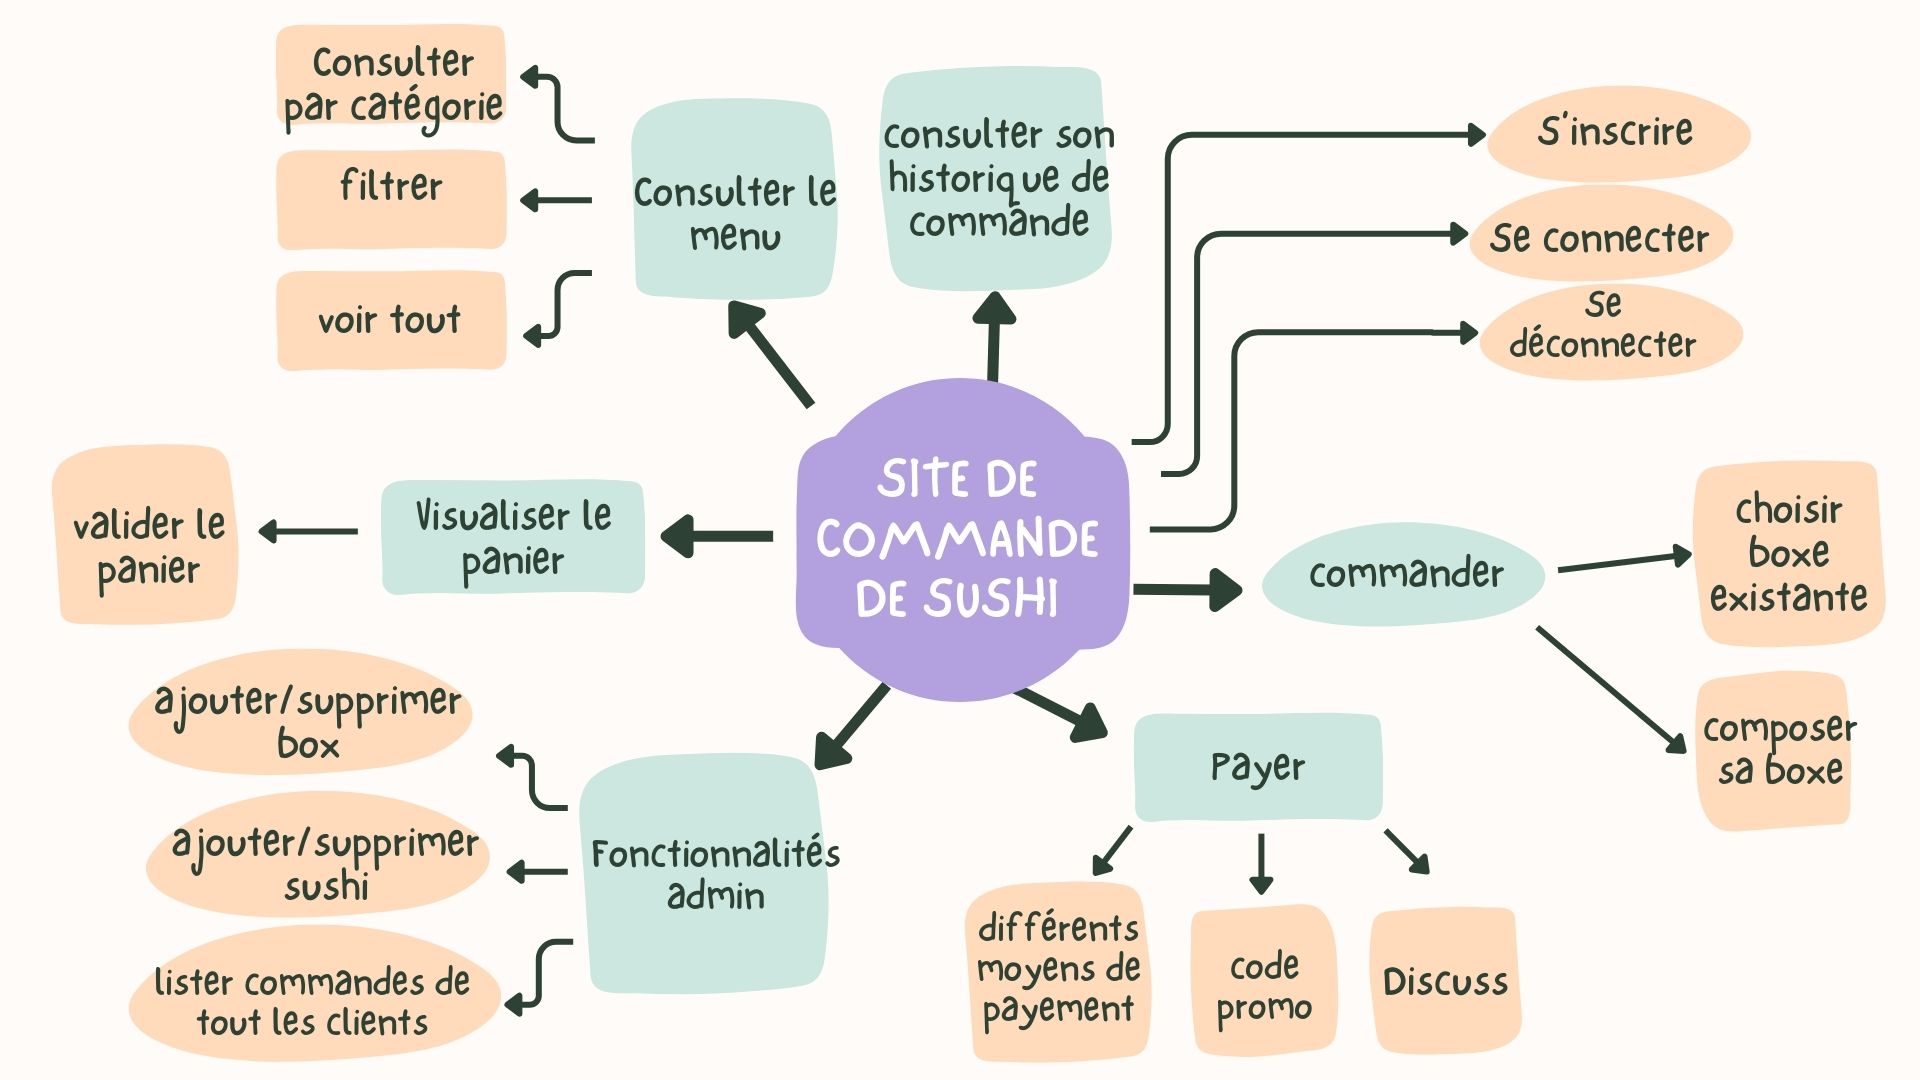 Consulter
par catégorie
filtrer
voir tout
Consulter le
menu
consulter son
historique de
commande
S'inscrire
Se connecter
Se
déconnecter
SITE DE
COMMANDE
DE SUSHI
valider le
panier
Visualiser le
panier
commander
choisir
boxe
existante
composer
sa boxe
ajouter/supprimer
box
ajouter/supprimer
sushi
lister commandes de
tout les clients
Fonctionnalités
admin
Payer
différents
moyens de
payement
code
promo
Discuss